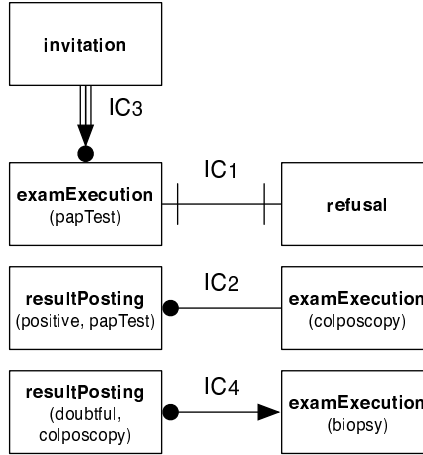 invitation
IC3
examExecution
(papTest)
IC1
refusal
resultPosting
(positive, papTest)
IC2
examExecution
(colposcopy)
resultPosting
(doubtful,
colposcopy)
IC4
examExecution
(biopsy)